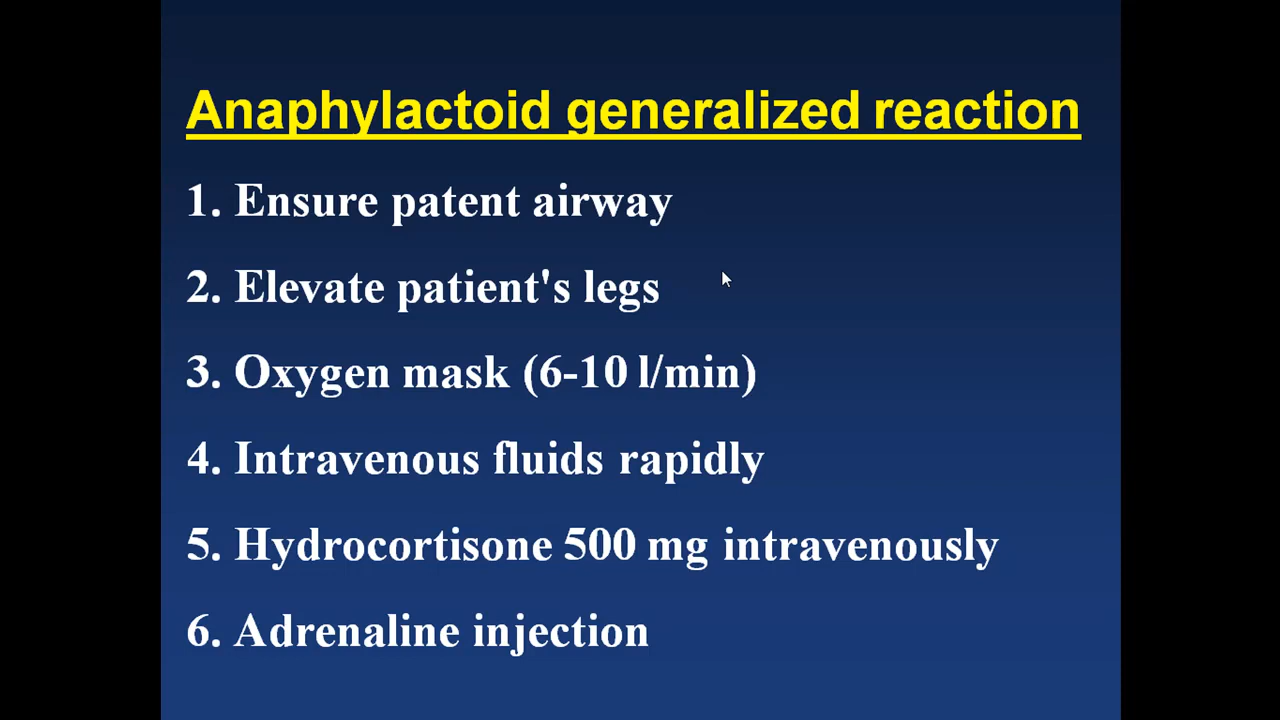 Anaphylactoid generalized reaction
1. Ensure patent airway
2. Elevate patient's legs
3. Oxygen mask (6-10 l/min)
4. Intravenous fluids rapidly
5. Hydrocortisone 500 mg intravenously
6. Adrenaline injection